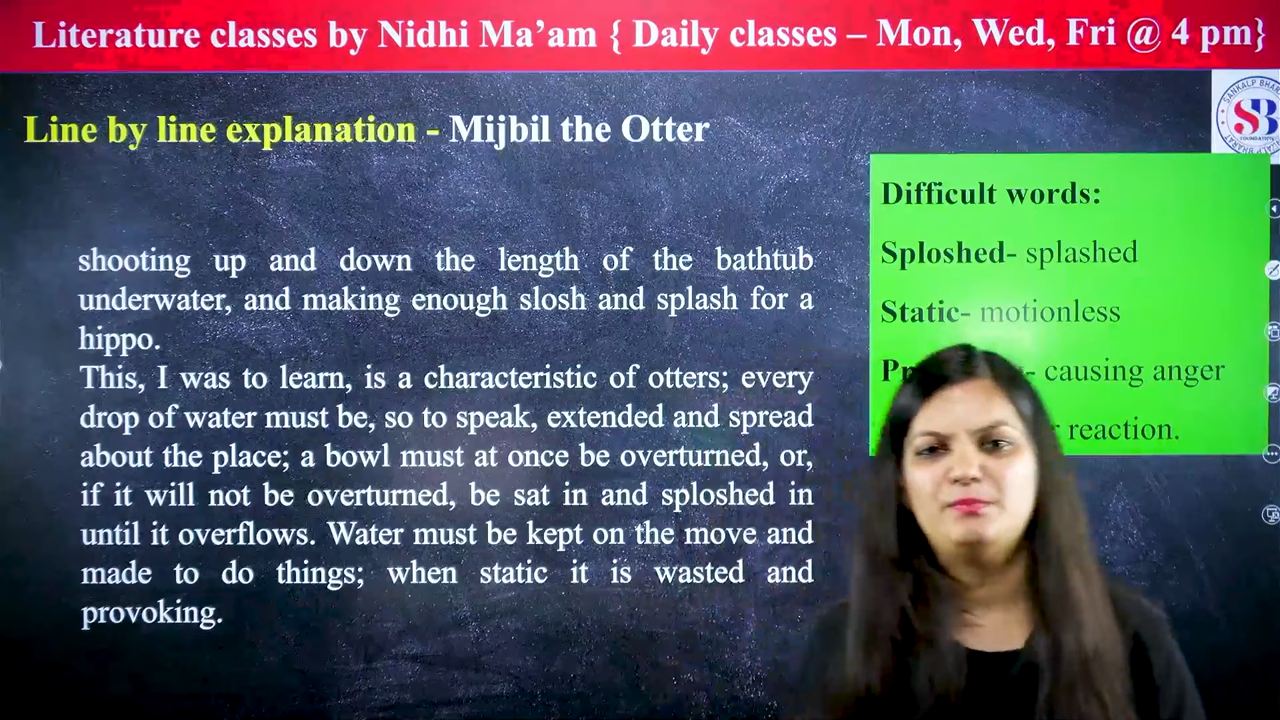 Literature classes by Nidhi Ma’am { Daily classes – Mon, Wed, Fri @ 4 pm}
Line by line explanation - Mijbil the Otter
SB
FOUNDATION
shooting up and down the length of the bathtub
underwater, and making enough slosh and splash for a
hippo.
This, I was to learn, is a characteristic of otters; every
drop of water must be, so to speak, extended and spread
about the place; a bowl must at once be overturned, or,
if it will not be overturned, be sat in and sploshed in
until it overflows. Water must be kept on the move and
made to do things; when static it is wasted and
provoking.
Difficult words:
Sploshed- splashed
Static- motionless
- causing anger
reaction.